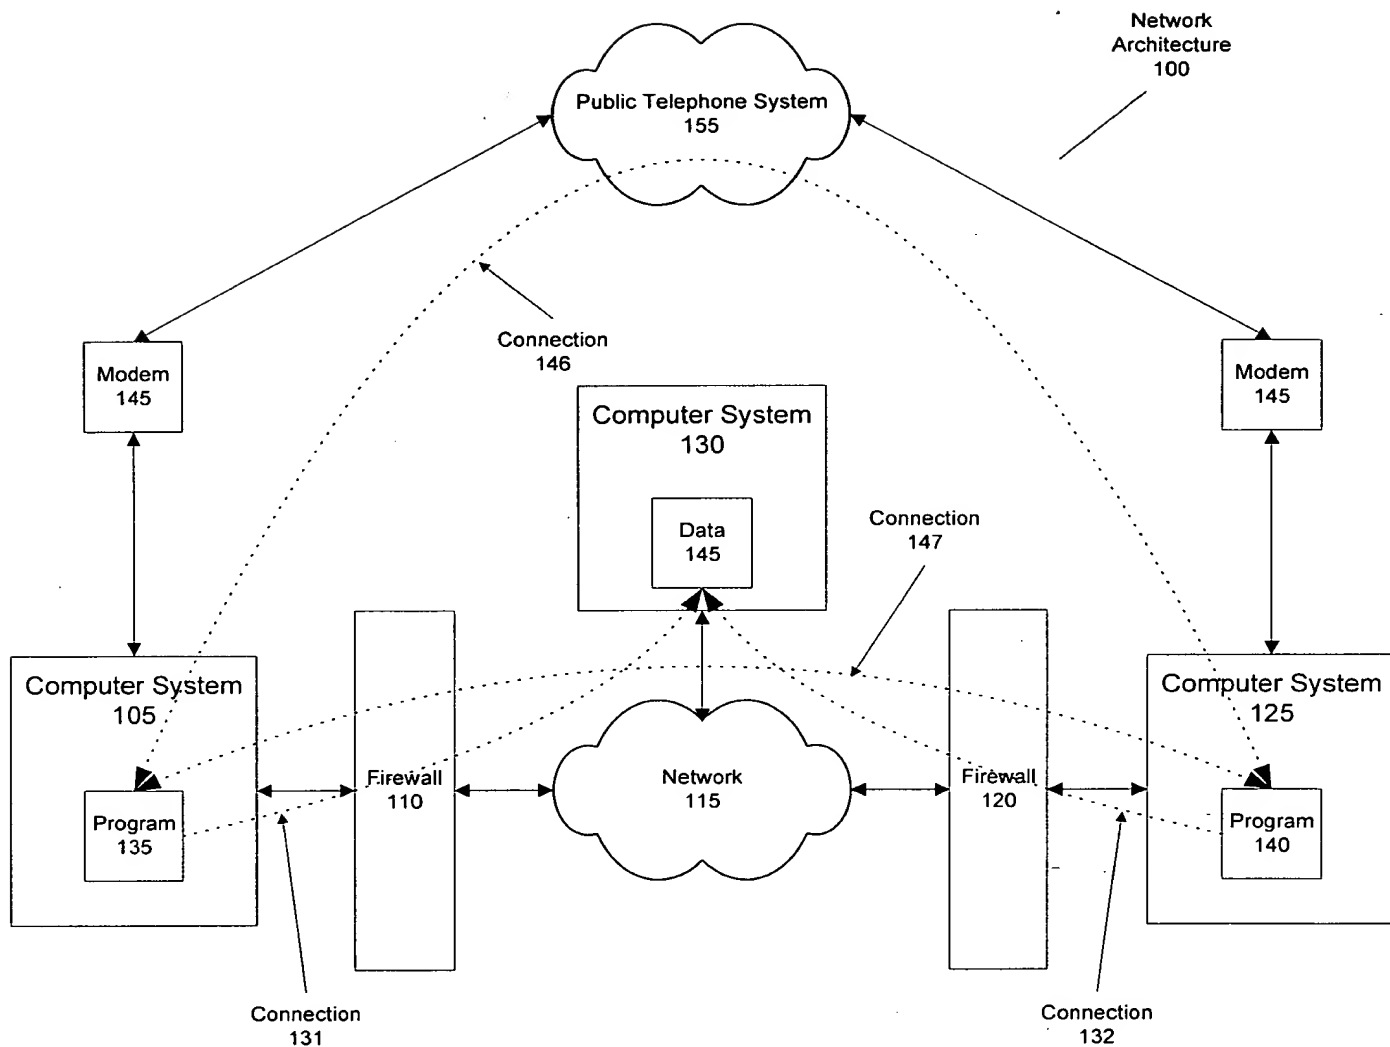 Network
Architecture
100
Public Telephone System
155
Connection
146
Modem
145
Modem
145
Computer System
130
Data
145
Connection
147
Computer System
105
Computer System
125
Firewall
110
Network
115
Firewall
120
Program
135
Program
140
Connection
131
Connection
132